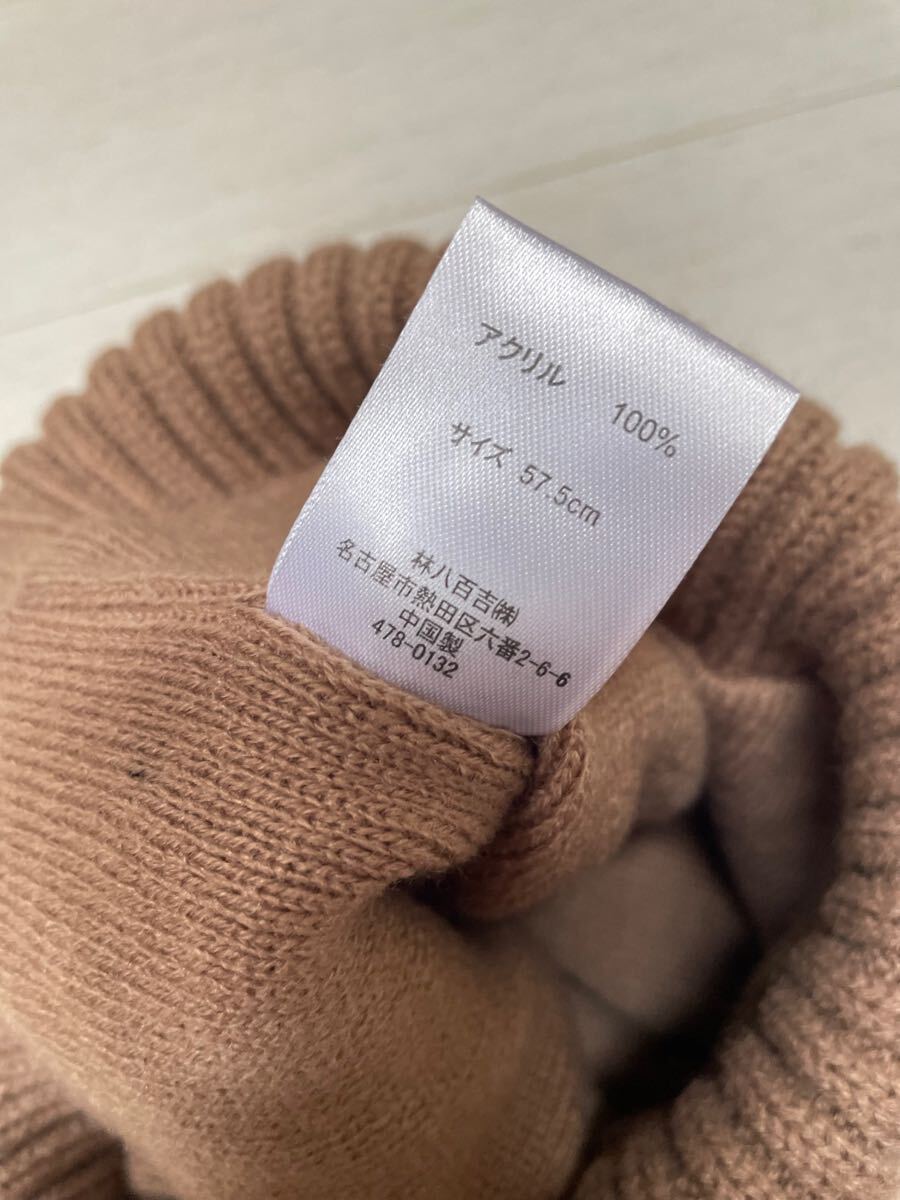 アクリル 100%
サイズ 57.5cm
林八百吉㈱
名古屋市熱田区六番2-6-6
中国製
478-0132